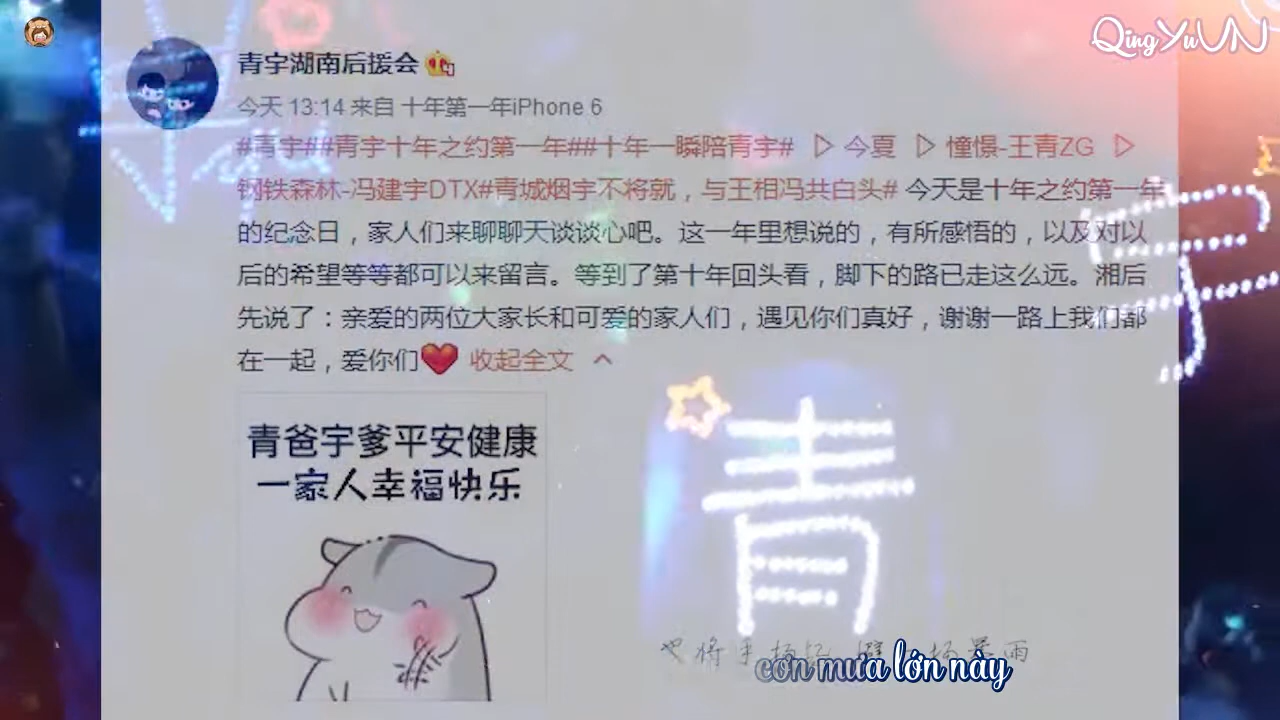 QingYuUN
青宇湖南后援会
今天 13:14 来自 十年第一年iPhone 6
#青宇##青宇十年之约第一年##十年一瞬陪青宇# ▷ 今夏 ▷ 憧憬-王青ZG ▷
钢铁森林-冯建宇DTX#青城烟宇不将就，与王相冯共白头# 今天是十年之约第一年
的纪念日，家人们来聊聊天谈谈心吧。这一年里想说的，有所感悟的，以及对以
后的希望等等都可以来留言。等到了第十年回头看，脚下的路已走这么远。湘后
先说了：亲爱的两位大家长和可爱的家人们，遇见你们真好，谢谢一路上我们都
在一起，爱你们❤ 收起全文 ^
青爸宇爹平安健康
一家人幸福快乐
青
宇
场暴雨
cơn mưa lớn này